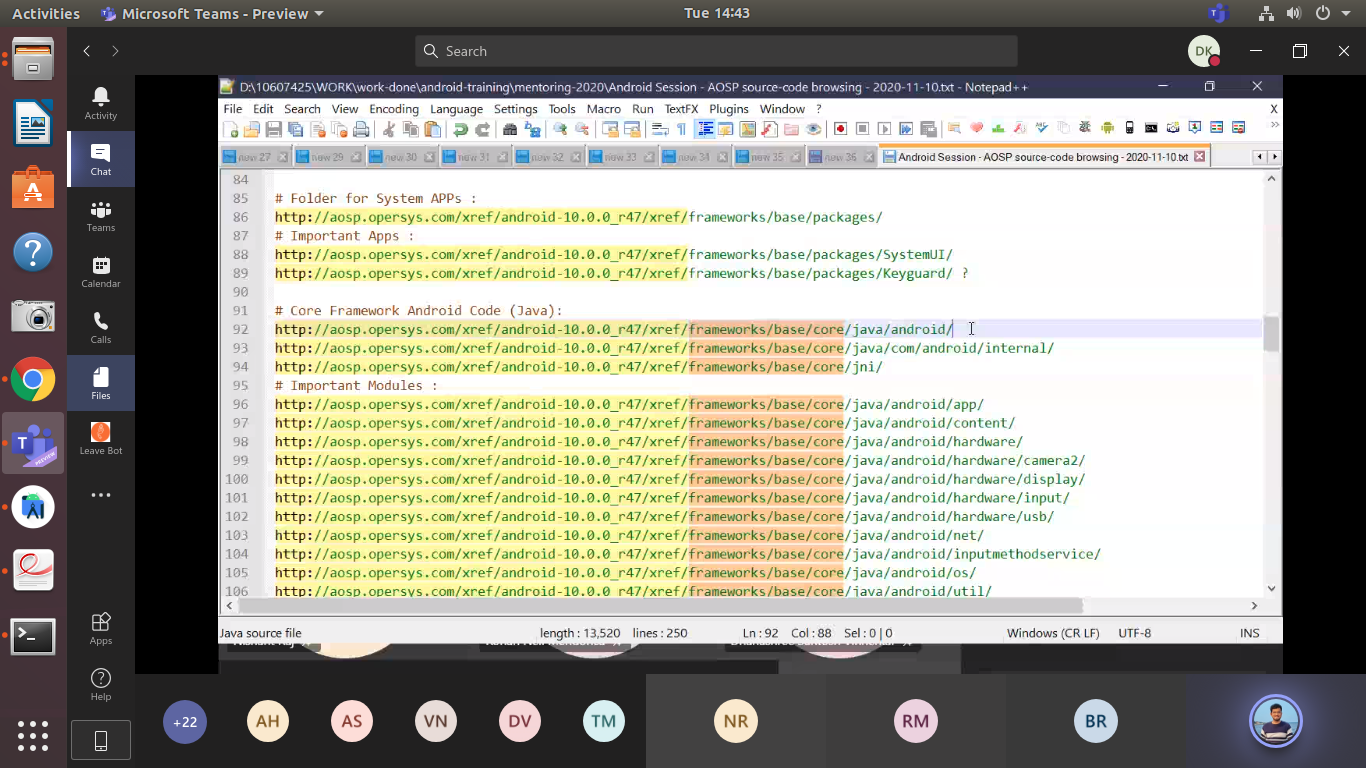 Activities Microsoft Teams - Preview Tue 14:43
Search DK
D:\10607425\WORK\work-done\android-training\mentoring-2020\Android Session - AOSP source-code browsing - 2020-11-10.txt - Notepad++
File Edit Search View Encoding Language Settings Tools Macro Run TextFX Plugins Window ? X
new 27 new 29 new 30 new 31 new 32 new 33 new 34 new 35 new 36 Android Session - AOSP source-code browsing - 2020-11-10.txt
84
85 # Folder for System APPs :
86 http://aosp.opersys.com/xref/android-10.0.0_r47/xref/frameworks/base/packages/
87 # Important Apps :
88 http://aosp.opersys.com/xref/android-10.0.0_r47/xref/frameworks/base/packages/SystemUI/
89 http://aosp.opersys.com/xref/android-10.0.0_r47/xref/frameworks/base/packages/Keyguard/ ?
90
91 # Core Framework Android Code (Java):
92 http://aosp.opersys.com/xref/android-10.0.0_r47/xref/frameworks/base/core/java/android/
93 http://aosp.opersys.com/xref/android-10.0.0_r47/xref/frameworks/base/core/java/com/android/internal/
94 http://aosp.opersys.com/xref/android-10.0.0_r47/xref/frameworks/base/core/jni/
95 # Important Modules :
96 http://aosp.opersys.com/xref/android-10.0.0_r47/xref/frameworks/base/core/java/android/app/
97 http://aosp.opersys.com/xref/android-10.0.0_r47/xref/frameworks/base/core/java/android/content/
98 http://aosp.opersys.com/xref/android-10.0.0_r47/xref/frameworks/base/core/java/android/hardware/
99 http://aosp.opersys.com/xref/android-10.0.0_r47/xref/frameworks/base/core/java/android/hardware/camera2/
100 http://aosp.opersys.com/xref/android-10.0.0_r47/xref/frameworks/base/core/java/android/hardware/display/
101 http://aosp.opersys.com/xref/android-10.0.0_r47/xref/frameworks/base/core/java/android/hardware/input/
102 http://aosp.opersys.com/xref/android-10.0.0_r47/xref/frameworks/base/core/java/android/hardware/usb/
103 http://aosp.opersys.com/xref/android-10.0.0_r47/xref/frameworks/base/core/java/android/net/
104 http://aosp.opersys.com/xref/android-10.0.0_r47/xref/frameworks/base/core/java/android/inputmethodservice/
105 http://aosp.opersys.com/xref/android-10.0.0_r47/xref/frameworks/base/core/java/android/os/
106 http://aosp.opersys.com/xref/android-10.0.0_r47/xref/frameworks/base/core/java/android/util/
Java source file length : 13,520 lines : 250 Ln : 92 Col : 88 Sel : 0 | 0 Windows (CR LF) UTF-8 INS
Activity
Chat
Teams
Calendar
Calls
Files
Leave Bot
Apps
Help
PREVIEW
+22 AH AS VN DV TM NR RM BR